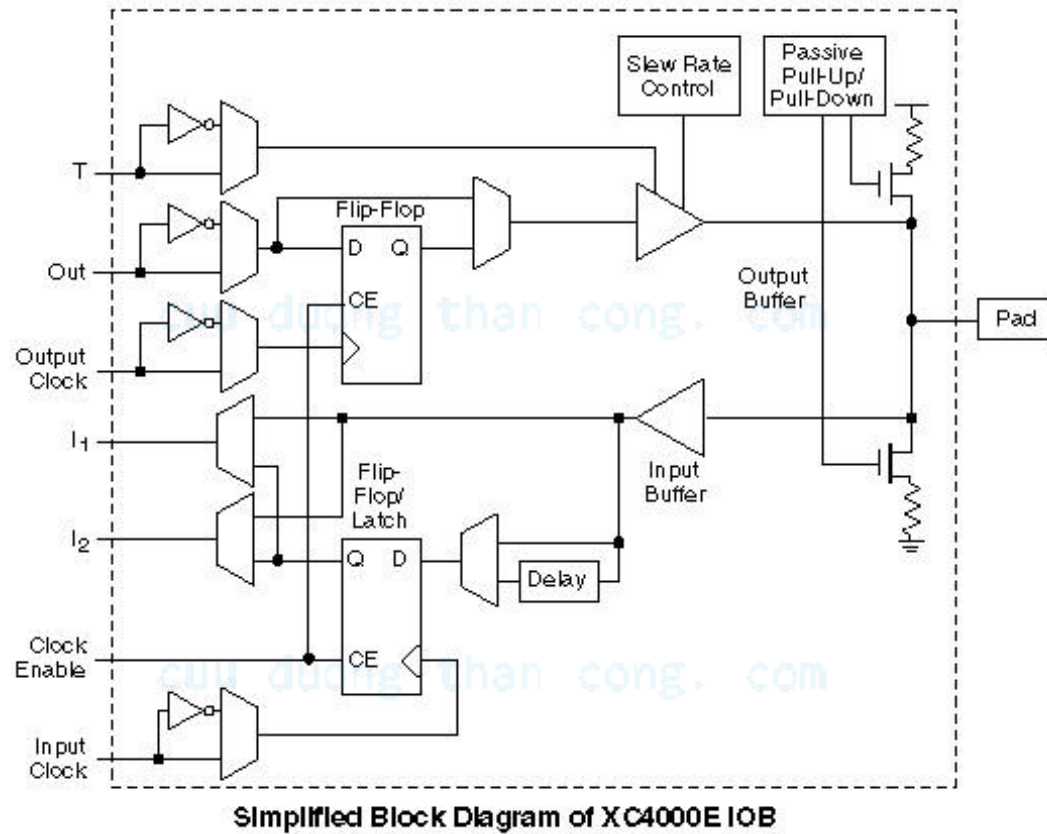 Slew Rate
Control
Passive
Pull-Up/
Pull-Down
T
Flip-Flop
D Q
Out
CE
Output
Buffer
cuu duong than cong. com
Pad
Output
Clock
I1
Flip-
Flop/
Latch
Input
Buffer
I2
Q D
Delay
Clock
Enable
CE
cuu duong than cong. com
Input
Clock
Simplified Block Diagram of XC4000E IOB